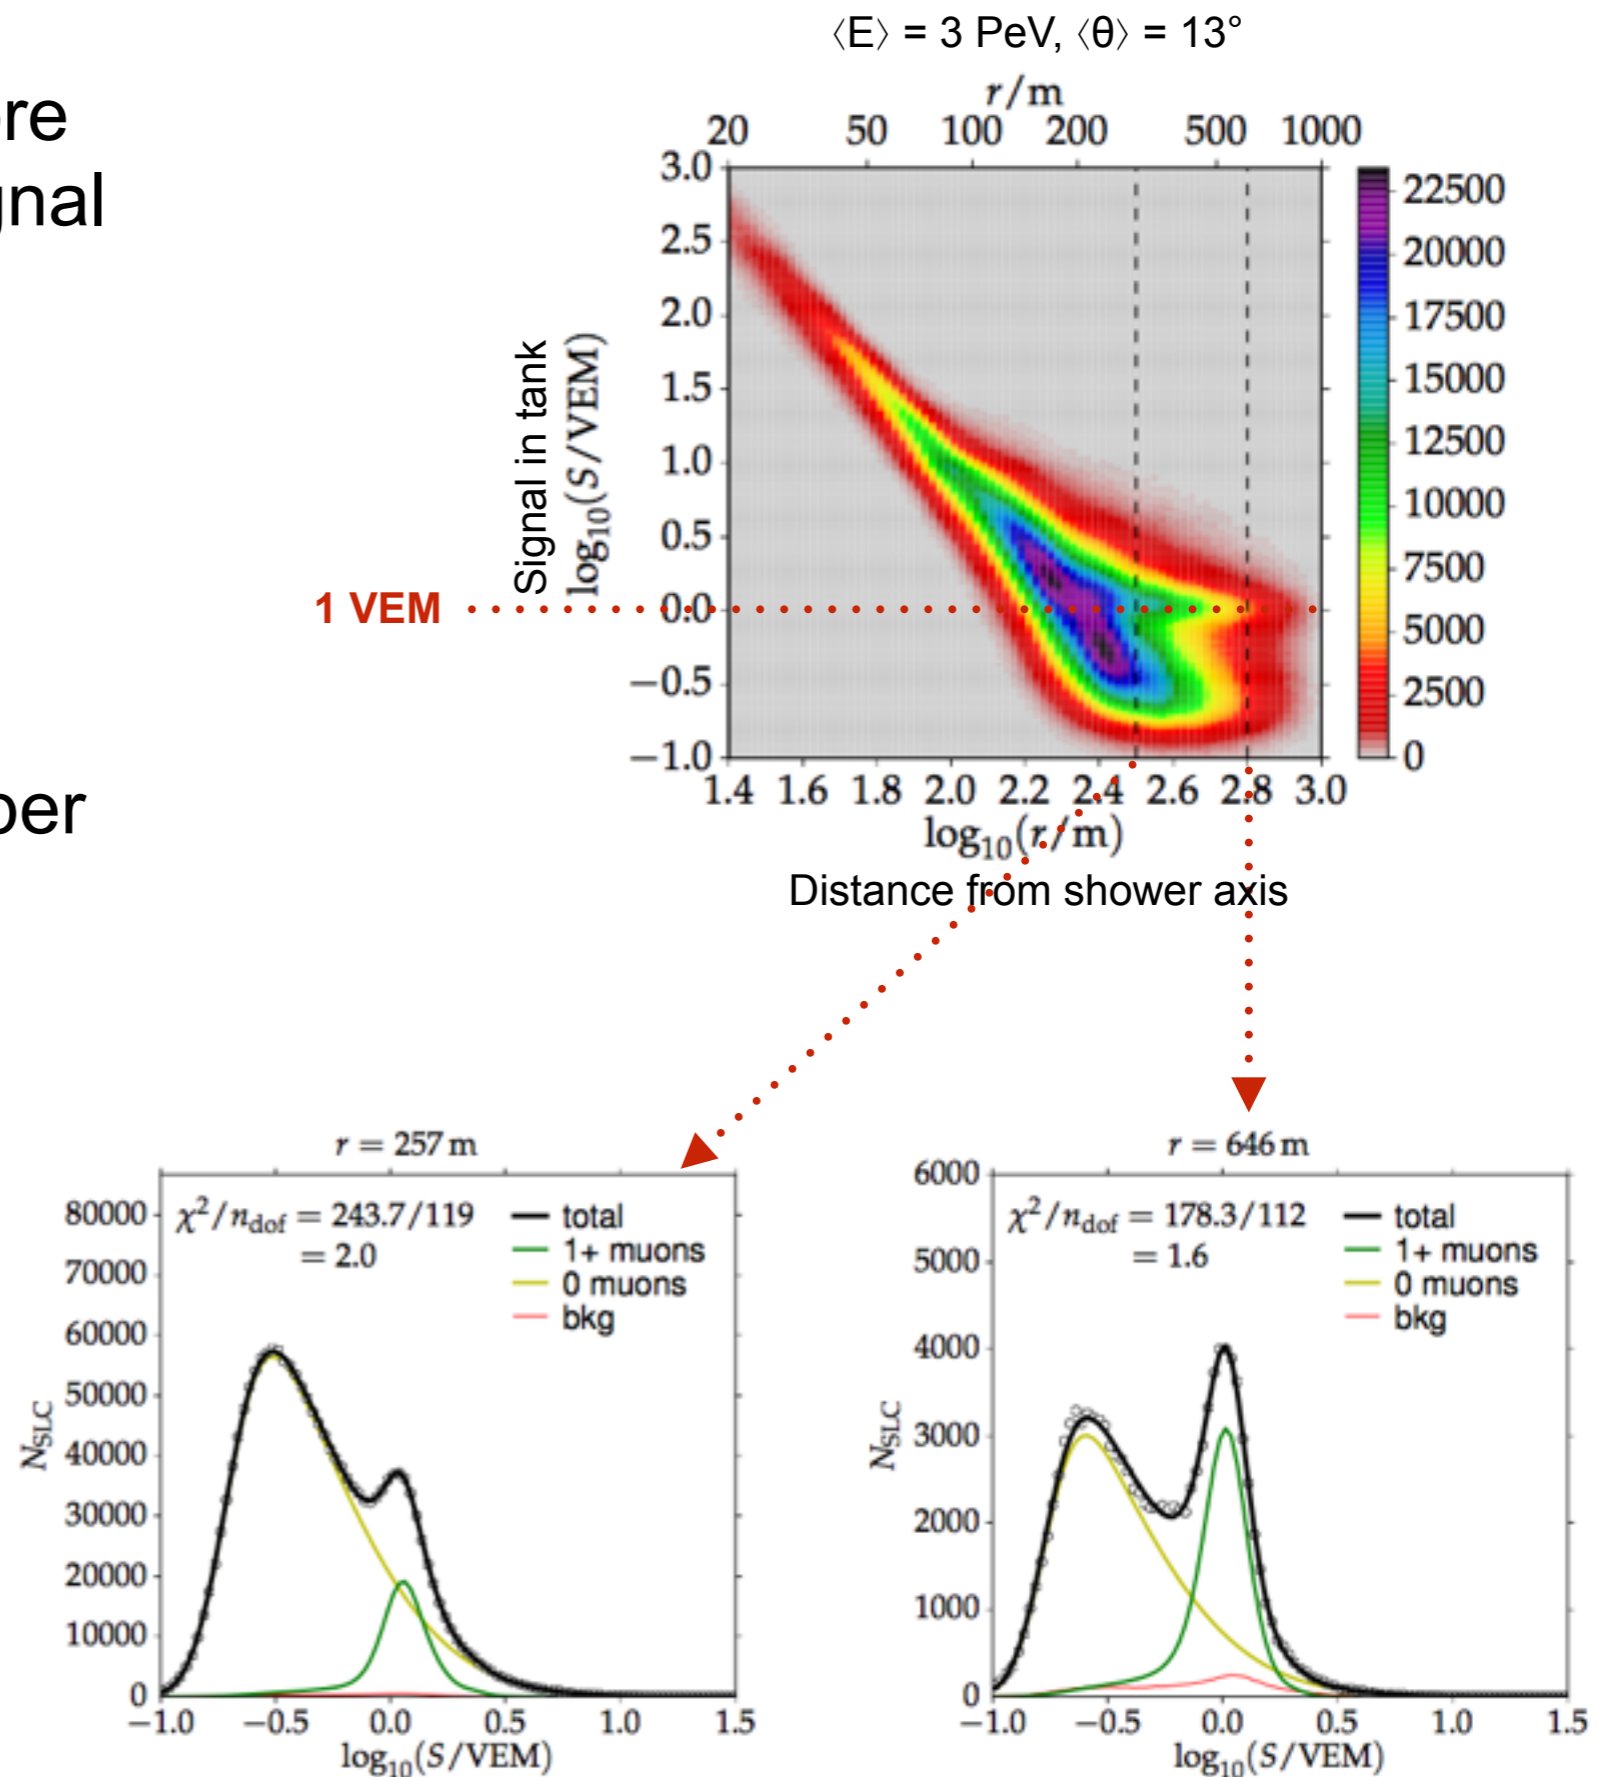 ⟨E⟩ = 3 PeV, ⟨θ⟩ = 13°
re
gnal
r/m
20 50 100 200 500 1000
3.0
2.5
2.0
1.5
1.0
0.5
0.0
−0.5
−1.0
Signal in tank
log₁₀(S/VEM)
1 VEM
22500
20000
17500
15000
12500
10000
7500
5000
2500
0
1.4 1.6 1.8 2.0 2.2 2.4 2.6 2.8 3.0
log₁₀(r/m)
ber
Distance from shower axis
r = 257 m
χ²/n_dof = 243.7/119
= 2.0
total
1+ muons
0 muons
bkg
80000
70000
60000
50000
40000
30000
20000
10000
0
N_SLC
−1.0 −0.5 0.0 0.5 1.0 1.5
log₁₀(S/VEM)
r = 646 m
χ²/n_dof = 178.3/112
= 1.6
total
1+ muons
0 muons
bkg
6000
5000
4000
3000
2000
1000
0
N_SLC
−1.0 −0.5 0.0 0.5 1.0 1.5
log₁₀(S/VEM)